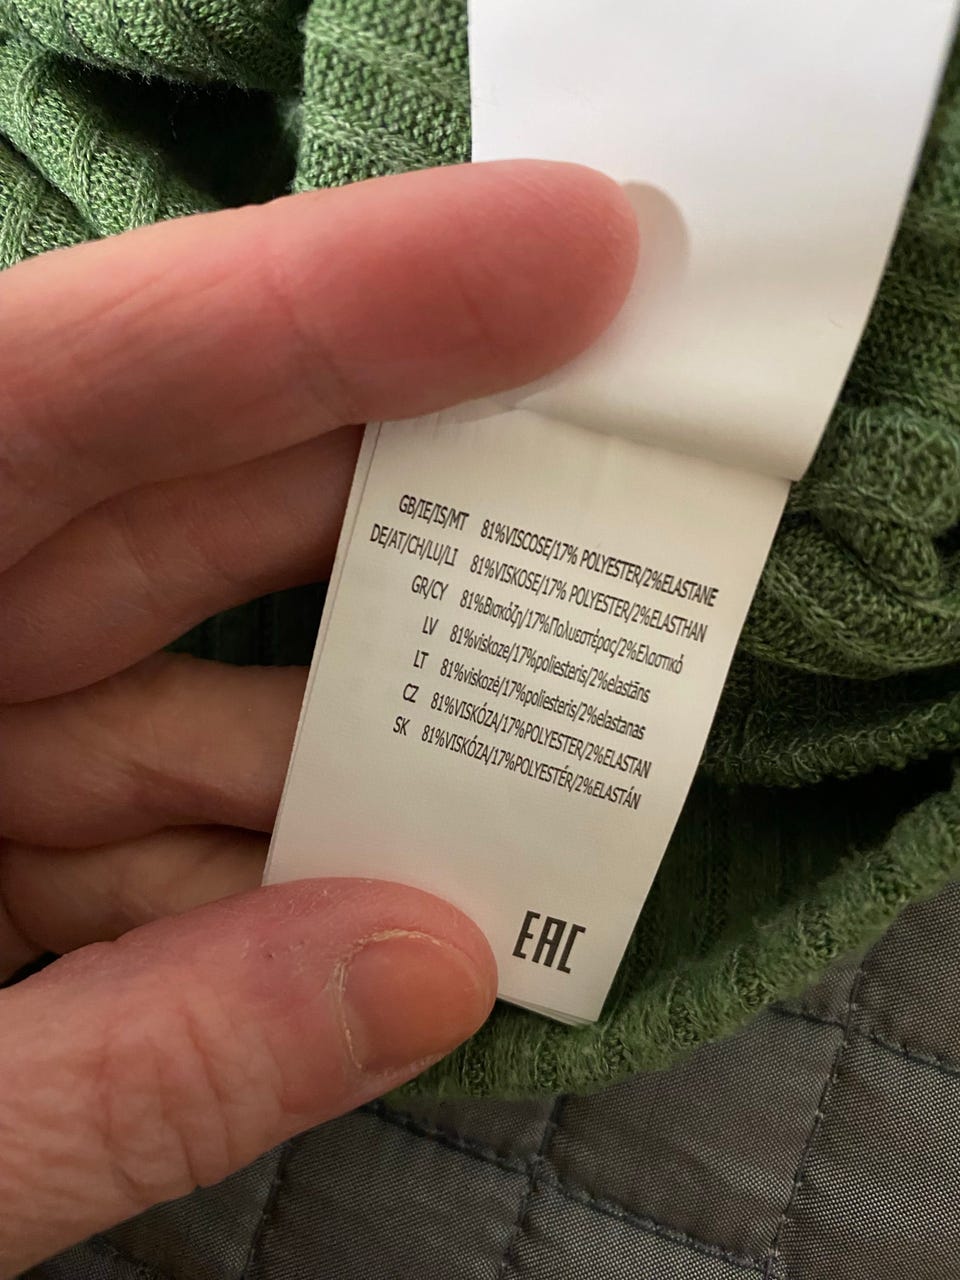 GB/IE/IS/MT 81%VISCOSE/17% POLYESTER/2%ELASTANE
DE/AT/CH/LU/LI 81%VISKOSE/17% POLYESTER/2%ELASTHAN
GR/CY 81%Βισκόζη/17%Πολυεστέρας/2%Ελαστικό
LV 81%viskoze/17%poliesteris/2%elastāns
LT 81%viskozė/17%poliesteris/2%elastanas
CZ 81%VISKÓZA/17%POLYESTER/2%ELASTAN
SK 81%VISKÓZA/17%POLYESTÉR/2%ELASTÁN
EAC